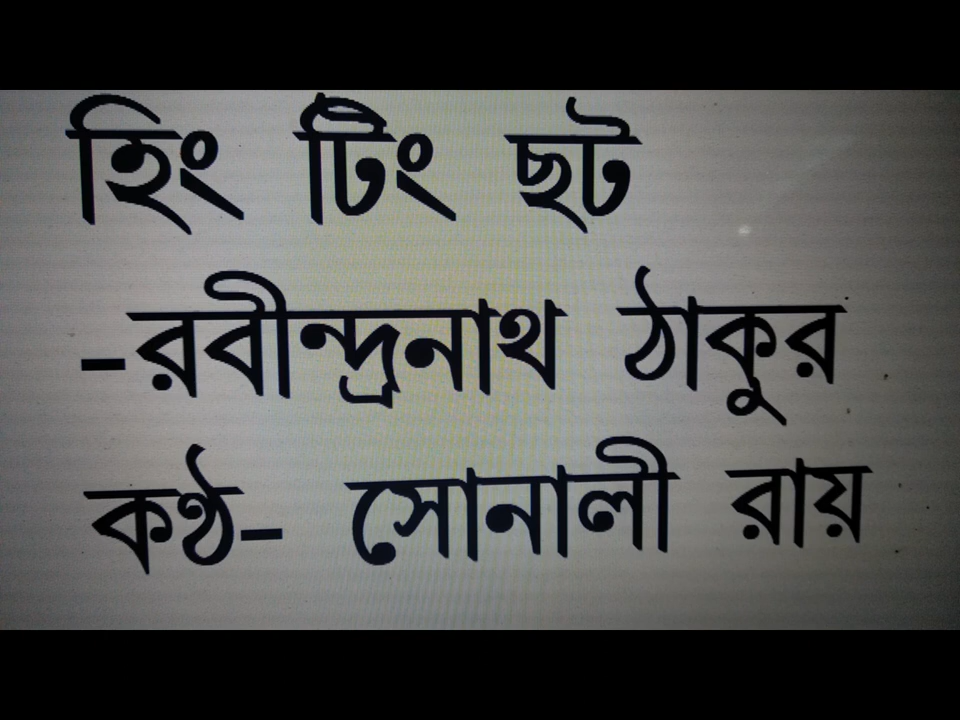 হিং টিং ছট
-রবীন্দ্রনাথ ঠাকুর
কণ্ঠ- সোনালী রায়